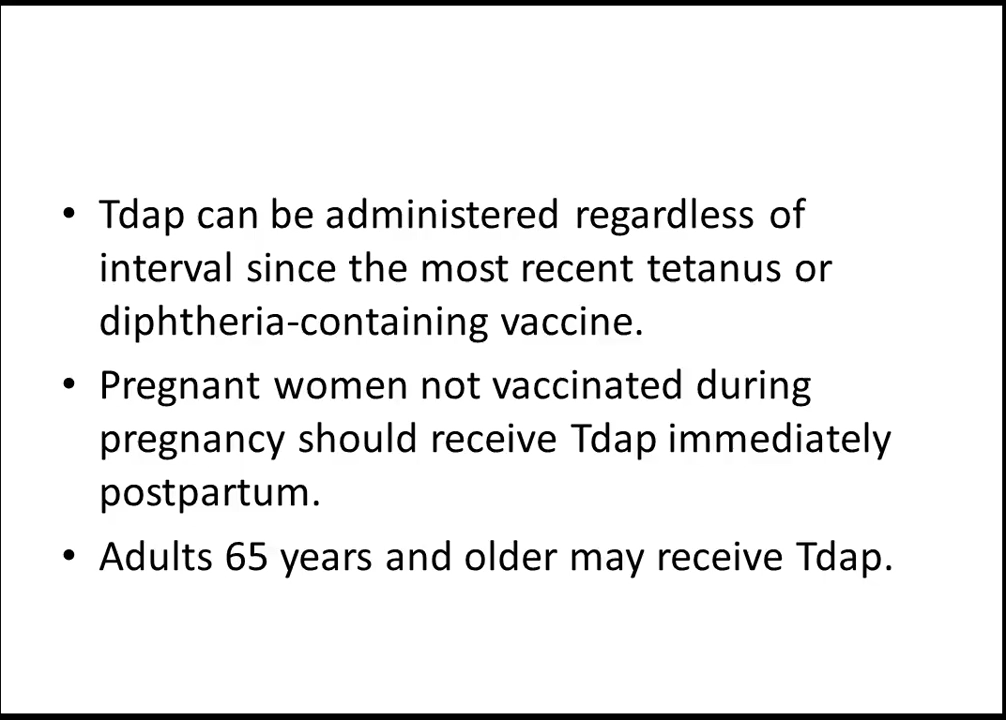 • Tdap can be administered regardless of
interval since the most recent tetanus or
diphtheria-containing vaccine.
• Pregnant women not vaccinated during
pregnancy should receive Tdap immediately
postpartum.
• Adults 65 years and older may receive Tdap.